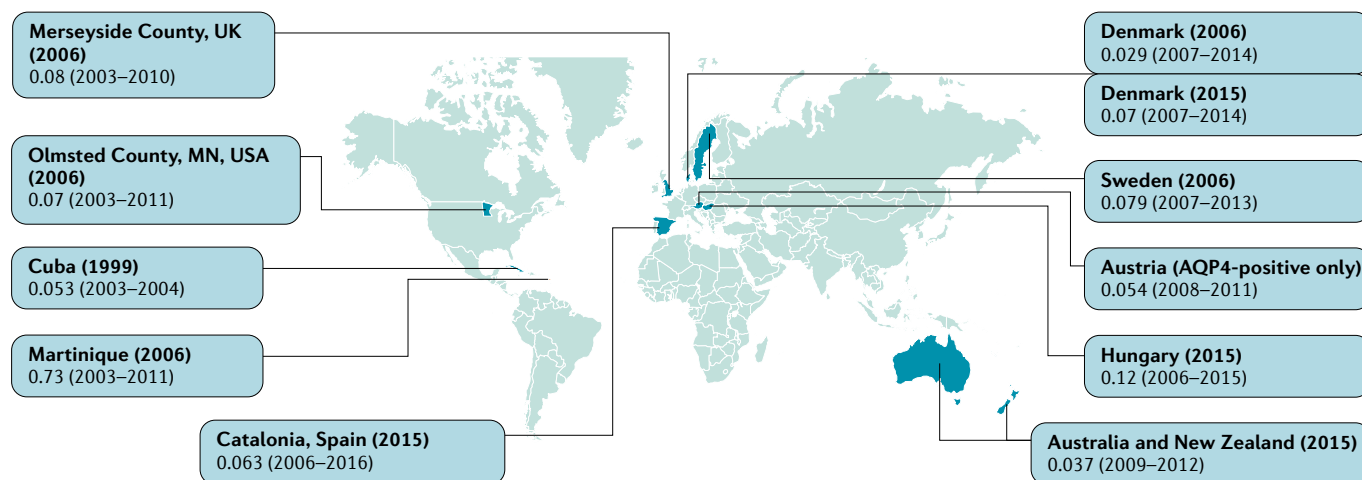 Merseyside County, UK
(2006)
0.08 (2003–2010)
Olmsted County, MN, USA
(2006)
0.07 (2003–2011)
Cuba (1999)
0.053 (2003–2004)
Martinique (2006)
0.73 (2003–2011)
Catalonia, Spain (2015)
0.063 (2006–2016)
Denmark (2006)
0.029 (2007–2014)
Denmark (2015)
0.07 (2007–2014)
Sweden (2006)
0.079 (2007–2013)
Austria (AQP4-positive only)
0.054 (2008–2011)
Hungary (2015)
0.12 (2006–2015)
Australia and New Zealand (2015)
0.037 (2009–2012)